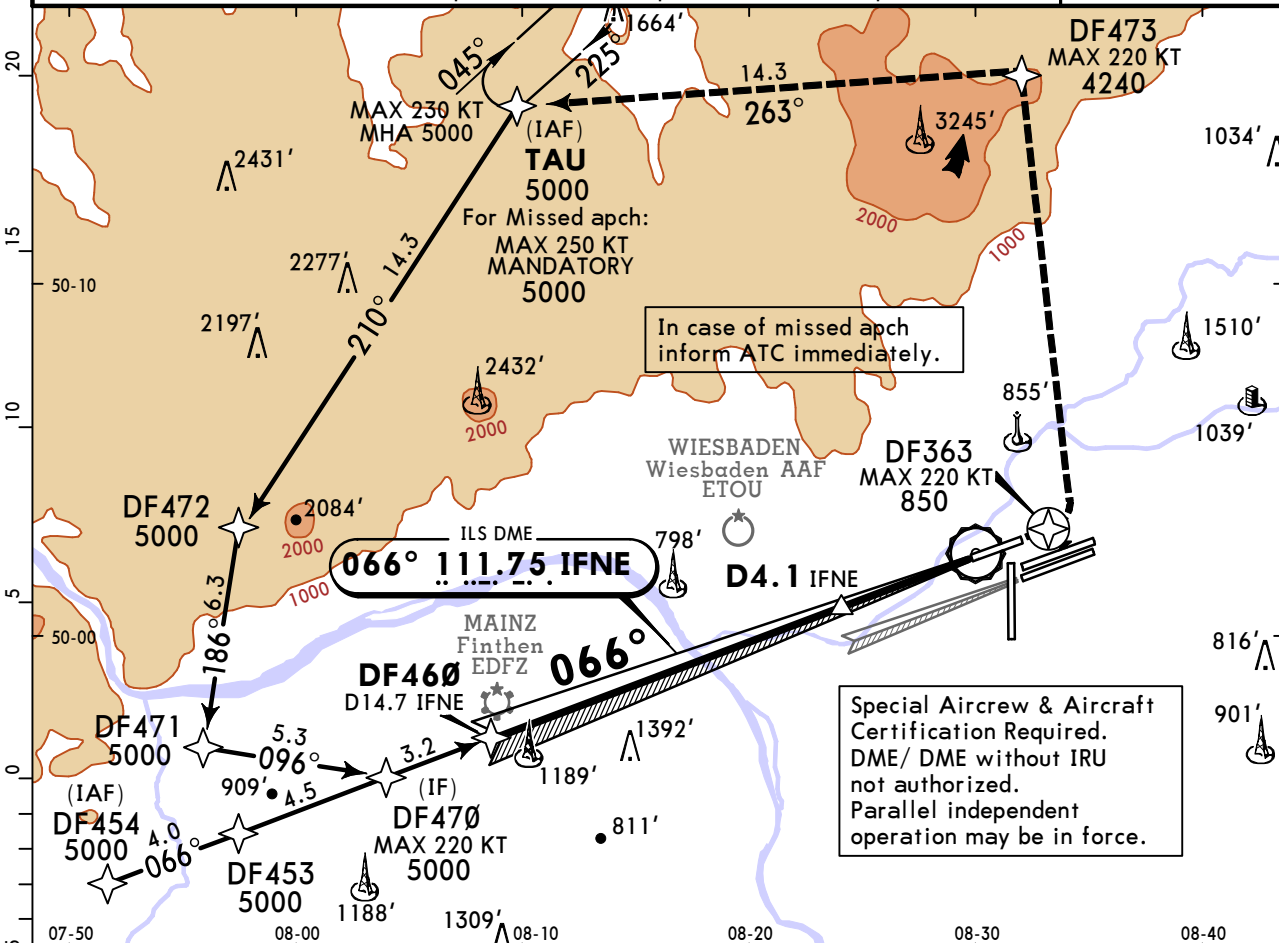 1664'
045°
225°
DF473
MAX 220 KT
4240
20
14.3
263°
MAX 230 KT
MHA 5000
(IAF)
TAU
5000
For Missed apch:
MAX 250 KT
MANDATORY
5000
3245'
1034'
2431'
2000
1000
15
14.3
2277'
50-10
210°
2197'
In case of missed apch
inform ATC immediately.
1510'
2432'
855'
10
2000
1039'
WIESBADEN
Wiesbaden AAF
ETOU
DF363
MAX 220 KT
850
DF472
5000
2084'
2000
ILS DME
066° 111.75 IFNE
798'
D4.1 IFNE
1000
6.3
5
186°
MAINZ
Finthen
EDFZ
50-00
066°
816'
DF46Ø
D14.7 IFNE
DF471
5000
5.3
096°
3.2
1392'
1189'
Special Aircrew & Aircraft
Certification Required.
DME/ DME without IRU
not authorized.
Parallel independent
operation may be in force.
901'
0
909'
4.5
(IAF)
DF454
5000
4.0
066°
(IF)
DF47Ø
MAX 220 KT
5000
811'
DF453
5000
1188'
1309'
5
07-50
08-00
08-10
08-20
08-30
08-40